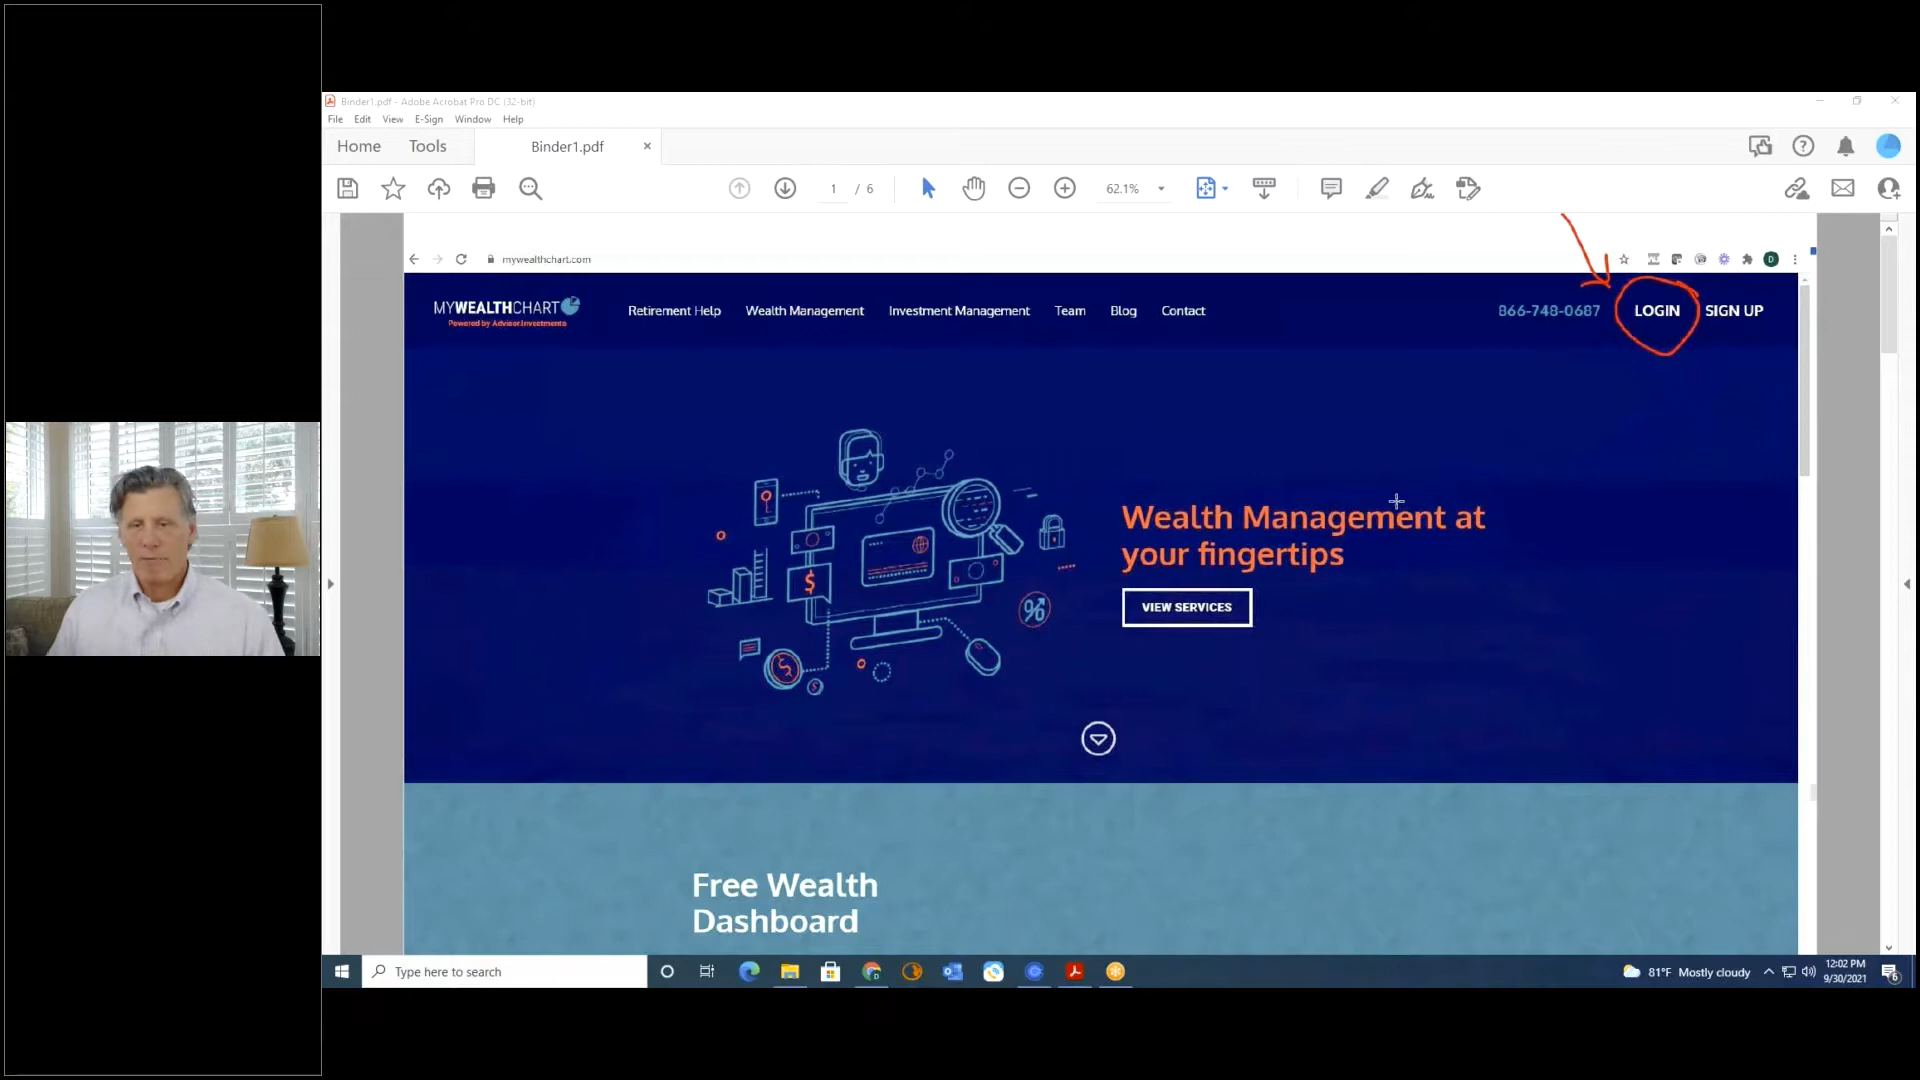 Binder1.pdf - Adobe Acrobat Pro DC (32-bit)
File Edit View E-Sign Window Help
Home Tools Binder1.pdf
1 / 6 62.1%
mywealthchart.com
D
MYWEALTHCHART
Powered by Advisor.Investments
Retirement Help Wealth Management Investment Management Team Blog Contact 866-748-0687 LOGIN SIGN UP
Wealth Management at
your fingertips
VIEW SERVICES
Free Wealth
Dashboard
Type here to search
81°F Mostly cloudy
12:02 PM
9/30/2021
6